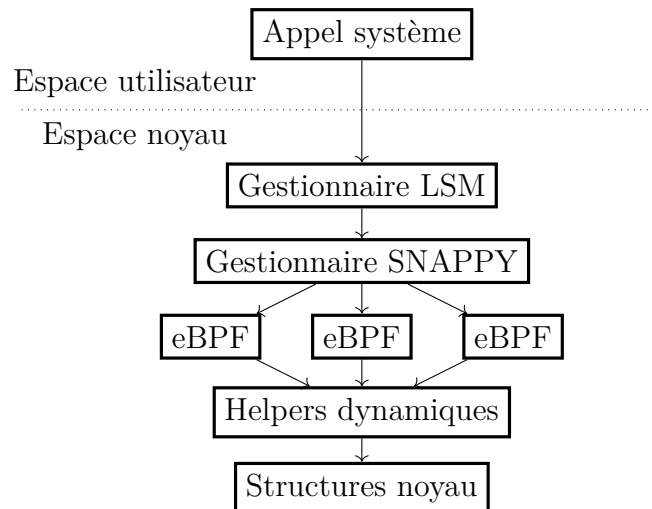 Appel système
Espace utilisateur
Espace noyau
Gestionnaire LSM
Gestionnaire SNAPPY
eBPF eBPF eBPF
Helpers dynamiques
Structures noyau